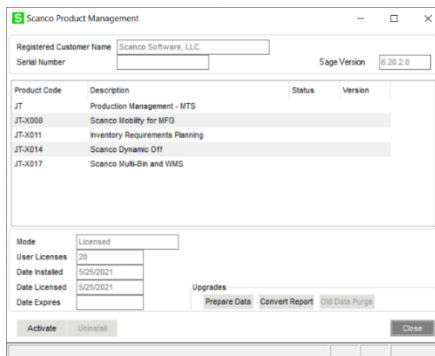 S Scanco Product Management
Registered Customer Name Scanco Software, LLC.
Serial Number Sage Version 6.20.2.0
Product Code Description Status Version
JT Production Management - MTS
JT-X008 Scanco Mobility for MFG
JT-X011 Inventory Requirements Planning
JT-X014 Scanco Dynamic Off
JT-X017 Scanco Multi-Bin and WMS
Mode Licensed
User Licenses 20
Date Installed 5/25/2021
Date Licensed 5/25/2021 Upgrades
Date Expires Prepare Data Convert Report Old Data Purge
Activate Uninstall Close